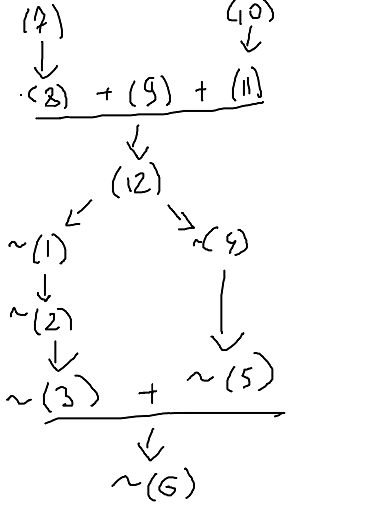 (7) (10)
(8) + (9) + (11)
(12)
~(1) ~(4)
~(2)
~(3) + ~(5)
~(6)